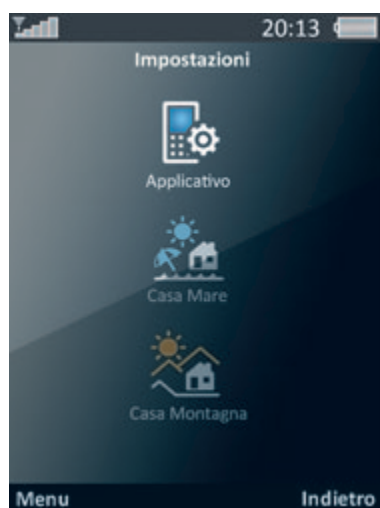 20:13
Impostazioni
Applicativo
Casa Mare
Casa Montagna
Menu Indietro